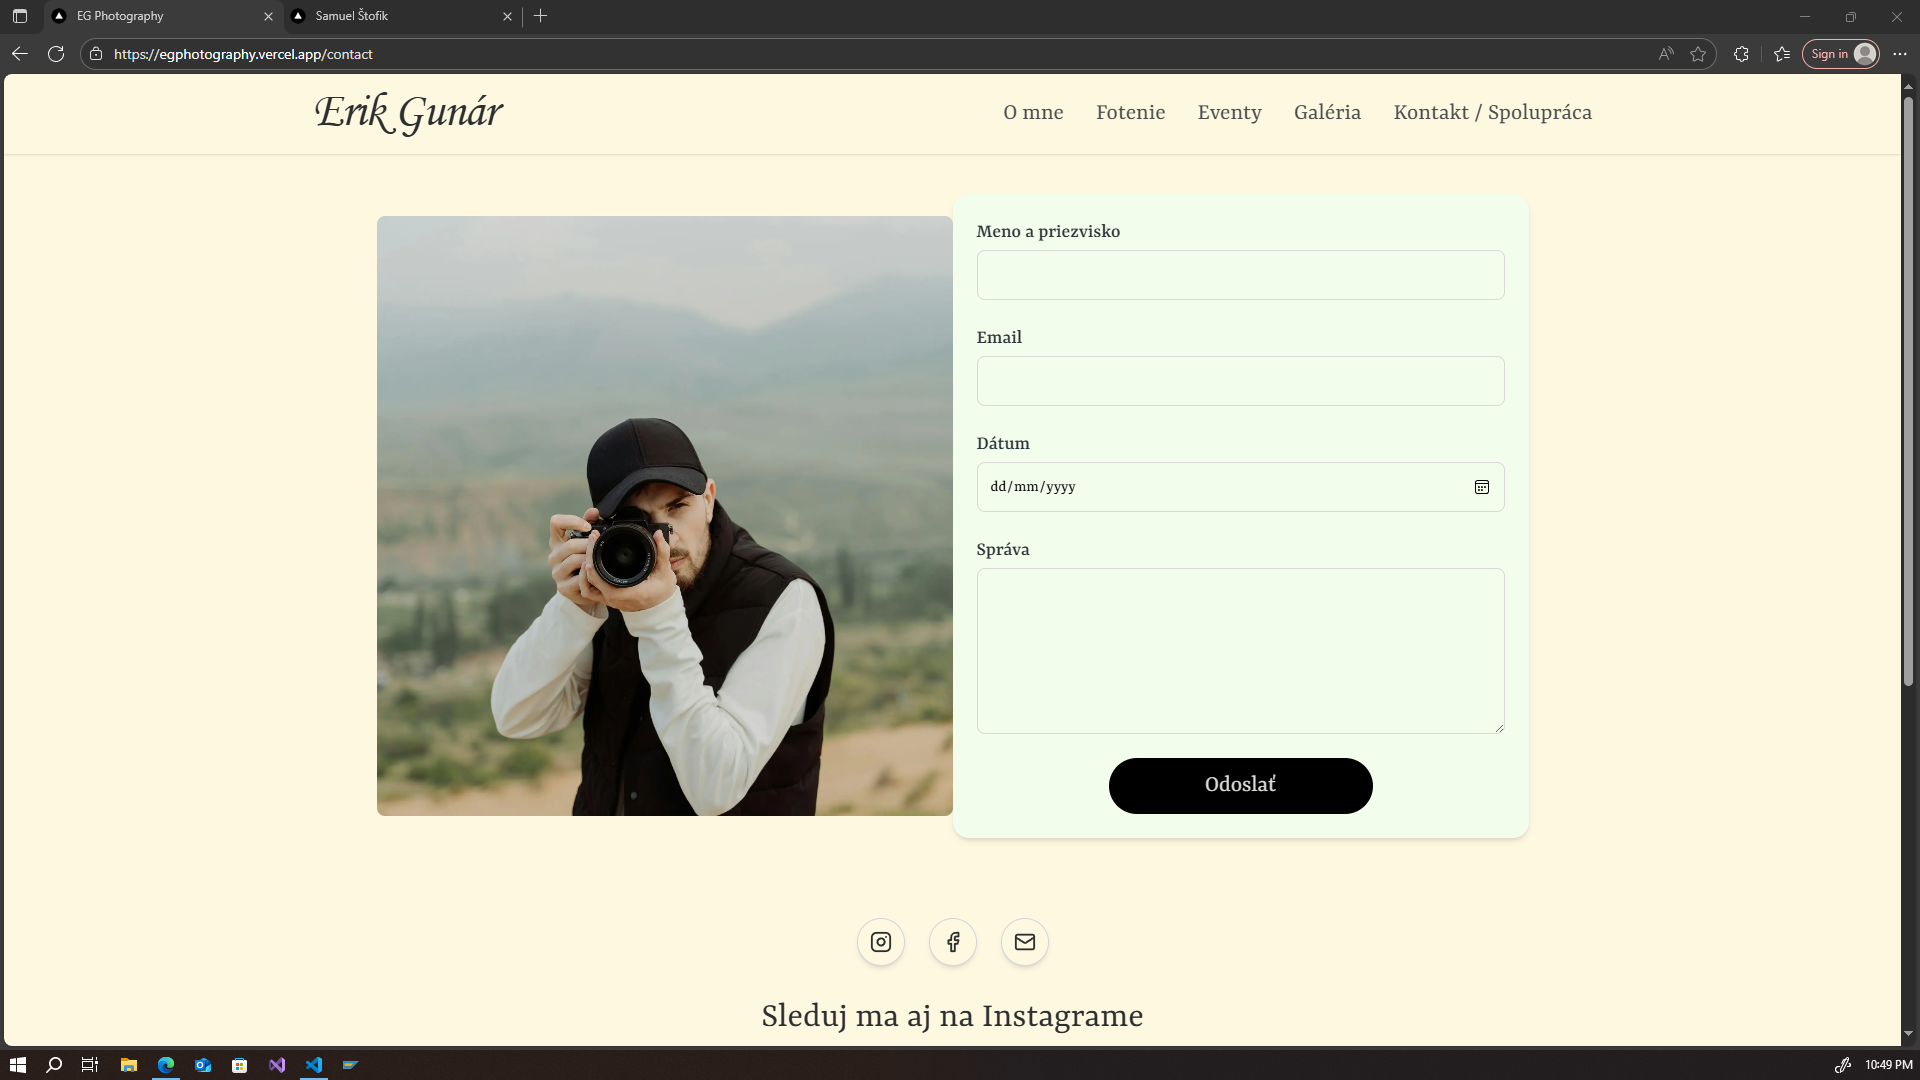 EG Photography
Samuel Štofik
https://egphotography.vercel.app/contact
Sign in
Erik Gunár
O mne
Fotenie
Eventy
Galéria
Kontakt / Spolupráca
Meno a priezvisko
Email
Dátum
dd/mm/yyyy
Správa
Odoslať
Sleduj ma aj na Instagrame
10:49 PM